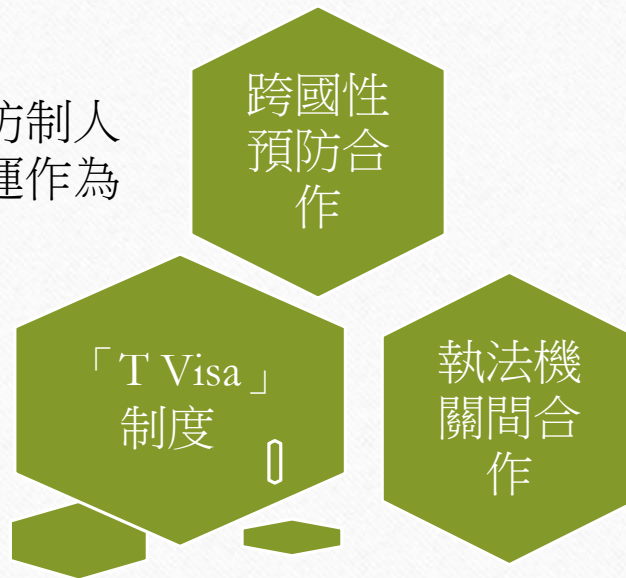 防制人
運作為
跨國性
預防合
作
「T Visa」
制度
執法機
關間合
作